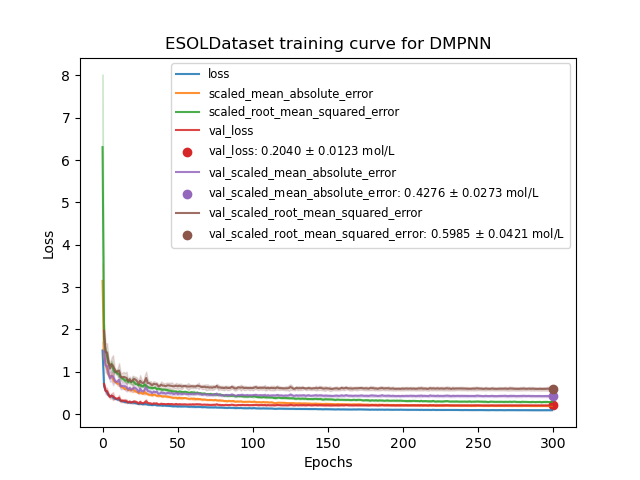 ESOLDataset training curve for DMPNN
Loss
8
7
6
5
4
3
2
1
0
loss
scaled_mean_absolute_error
scaled_root_mean_squared_error
val_loss
val_loss: 0.2040 ± 0.0123 mol/L
val_scaled_mean_absolute_error
val_scaled_mean_absolute_error: 0.4276 ± 0.0273 mol/L
val_scaled_root_mean_squared_error
val_scaled_root_mean_squared_error: 0.5985 ± 0.0421 mol/L
0 50 100 150 200 250 300
Epochs